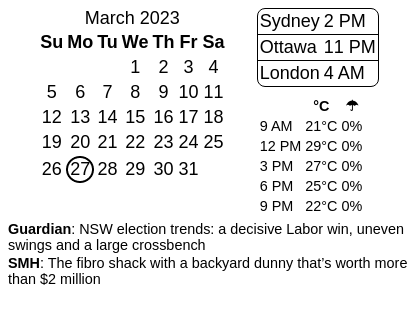 March 2023
Su Mo Tu We Th Fr Sa
1 2 3 4
5 6 7 8 9 10 11
12 13 14 15 16 17 18
19 20 21 22 23 24 25
26 27 28 29 30 31
Sydney 2 PM
Ottawa 11 PM
London 4 AM
°C ☂
9 AM 21°C 0%
12 PM 29°C 0%
3 PM 27°C 0%
6 PM 25°C 0%
9 PM 22°C 0%
Guardian: NSW election trends: a decisive Labor win, uneven
swings and a large crossbench
SMH: The fibro shack with a backyard dunny that’s worth more
than $2 million